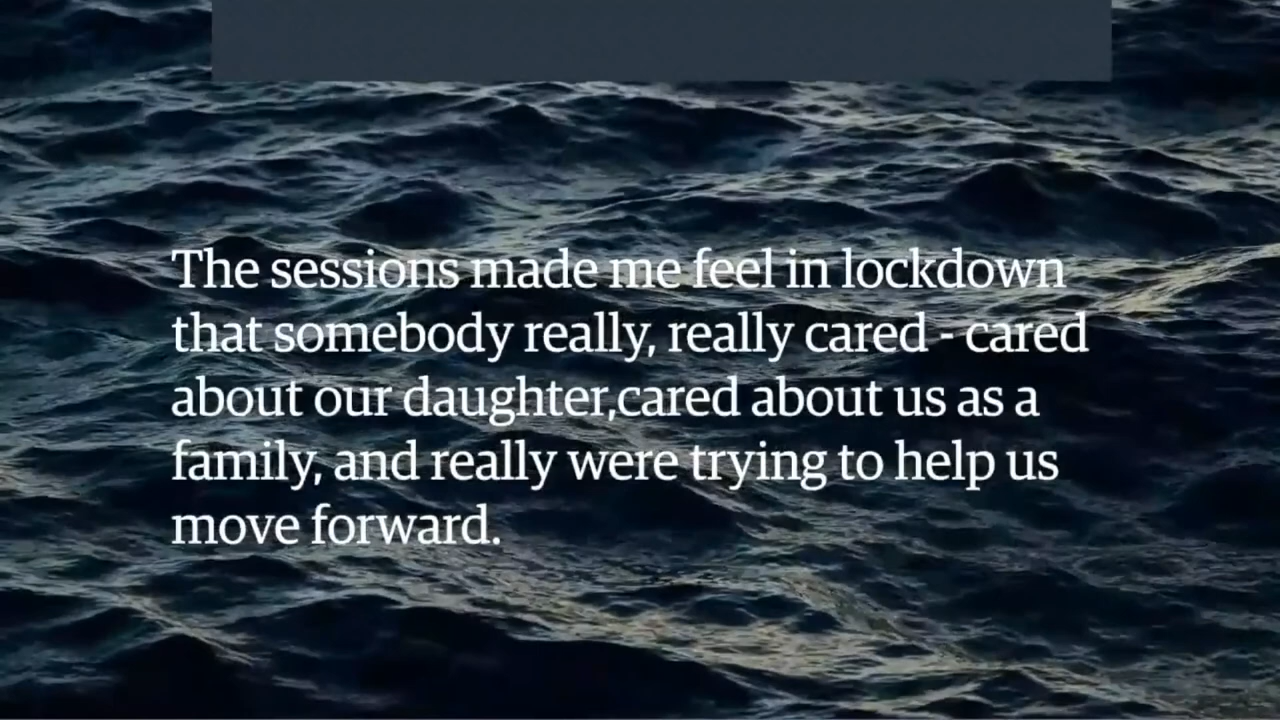 The sessions made me feel in lockdown
that somebody really, really cared - cared
about our daughter,cared about us as a
family, and really were trying to help us
move forward.